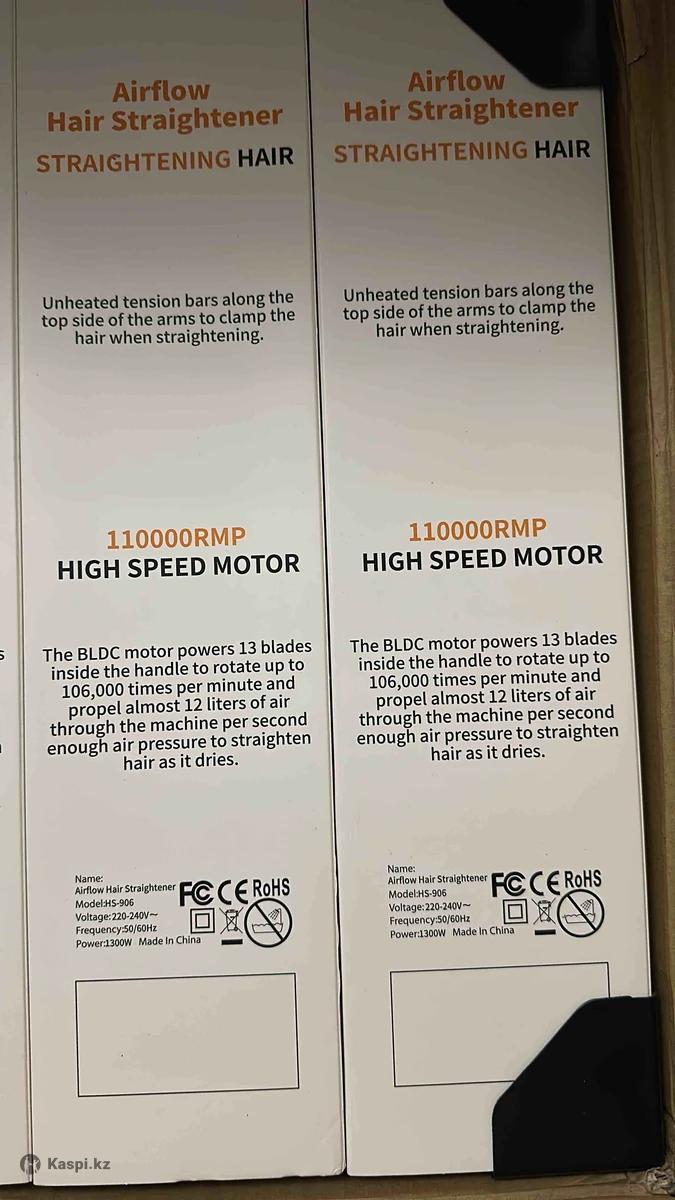 Airflow
Hair Straightener
STRAIGHTENING HAIR
Unheated tension bars along the
top side of the arms to clamp the
hair when straightening.
110000RMP
HIGH SPEED MOTOR
The BLDC motor powers 13 blades
inside the handle to rotate up to
106,000 times per minute and
propel almost 12 liters of air
through the machine per second
enough air pressure to straighten
hair as it dries.
Name:
Airflow Hair Straightener
Model:HS-906
Voltage:220-240V~
Frequency:50/60Hz
Power:1300W Made In China
FC CE RoHS
Airflow
Hair Straightener
STRAIGHTENING HAIR
Unheated tension bars along the
top side of the arms to clamp the
hair when straightening.
110000RMP
HIGH SPEED MOTOR
The BLDC motor powers 13 blades
inside the handle to rotate up to
106,000 times per minute and
propel almost 12 liters of air
through the machine per second
enough air pressure to straighten
hair as it dries.
Name:
Airflow Hair Straightener
Model:HS-906
Voltage:220-240V~
Frequency:50/60Hz
Power:1300W Made In China
FC CE RoHS
s
Kaspi.kz